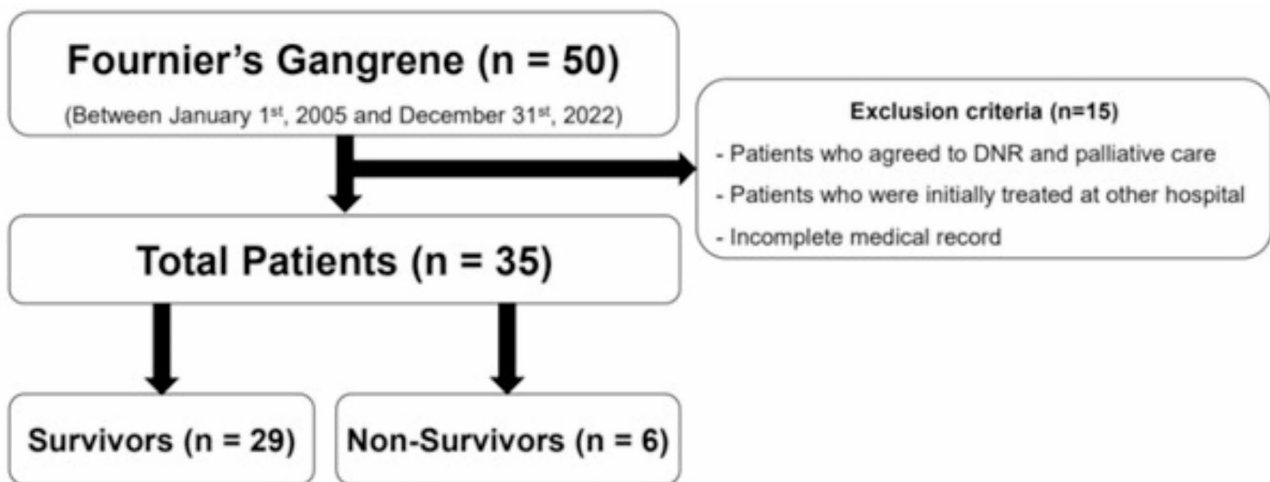 Fournier’s Gangrene (n = 50)
(Between January 1st, 2005 and December 31st, 2022)
Exclusion criteria (n=15)
- Patients who agreed to DNR and palliative care
- Patients who were initially treated at other hospital
- Incomplete medical record
Total Patients (n = 35)
Survivors (n = 29)
Non-Survivors (n = 6)